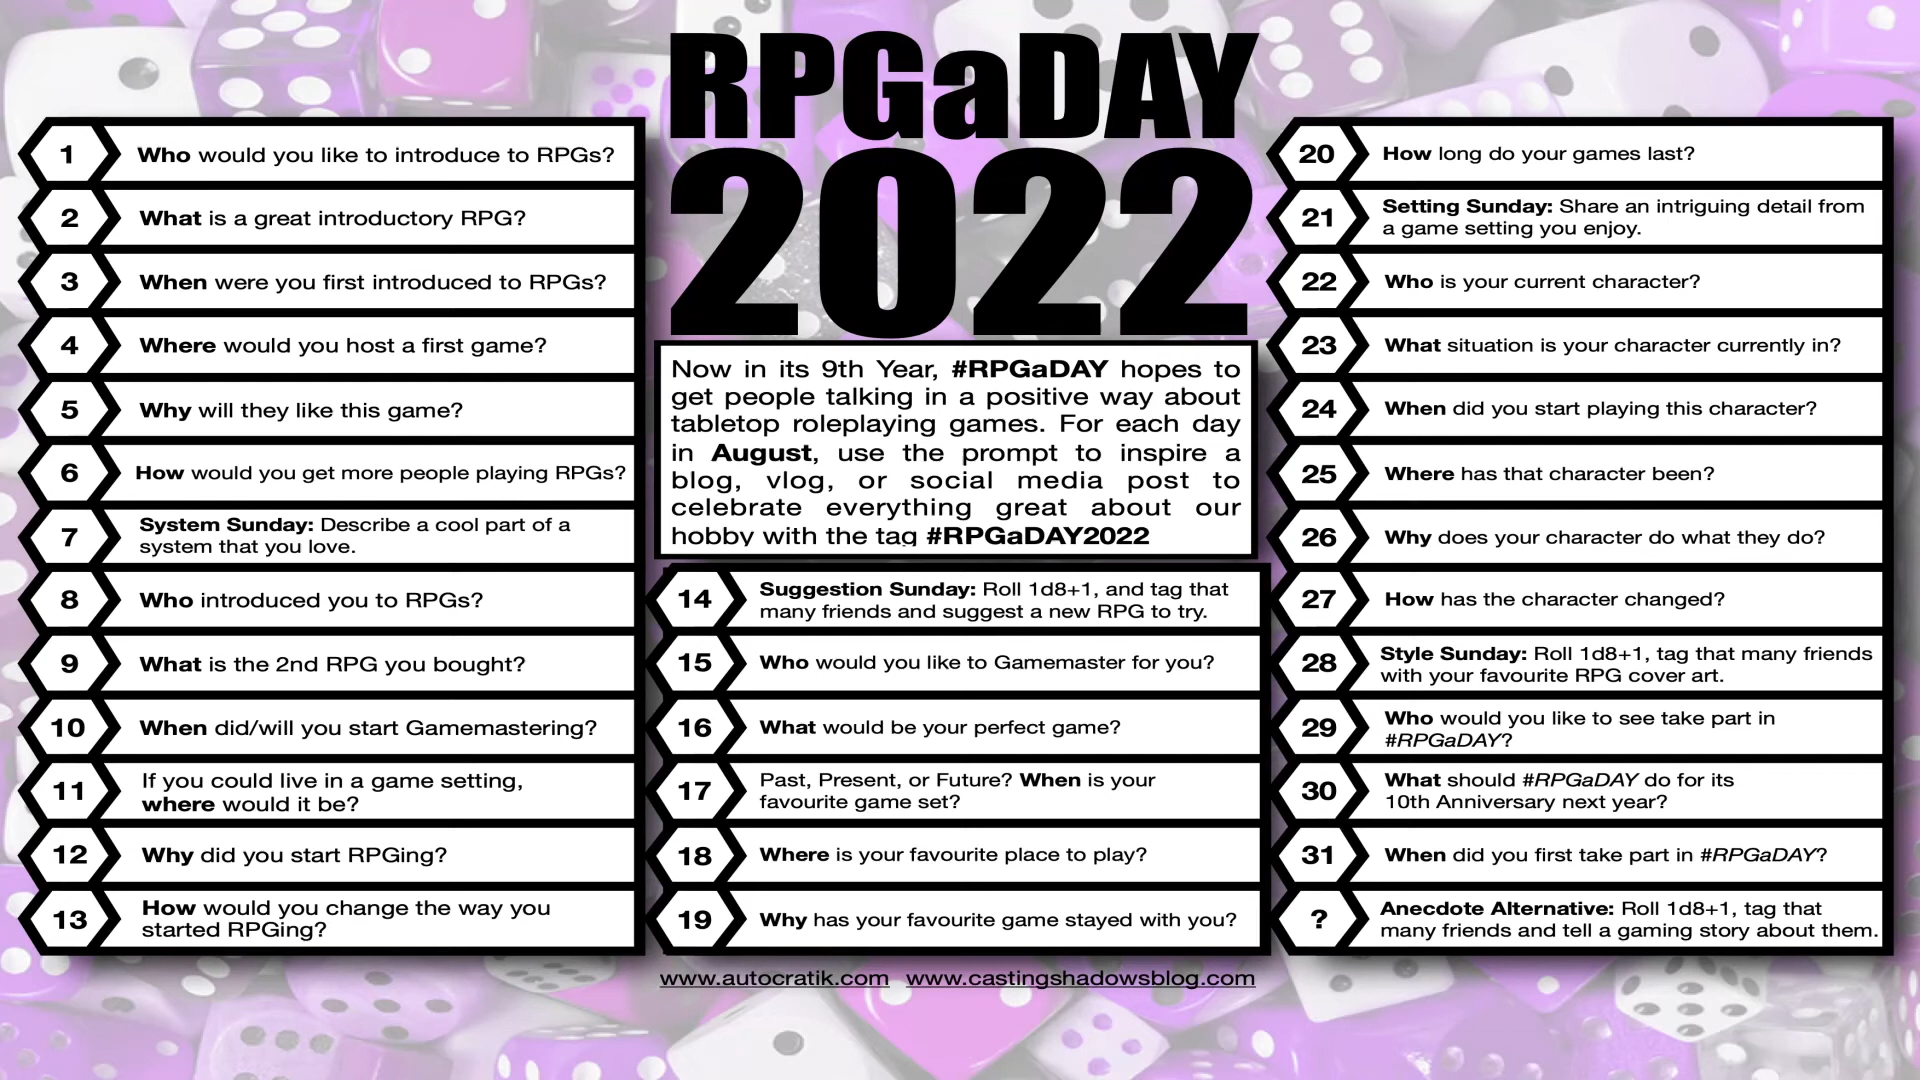 RPGaDAY
2022
Now in its 9th Year, #RPGaDAY hopes to
get people talking in a positive way about
tabletop roleplaying games. For each day
in August, use the prompt to inspire a
blog, vlog, or social media post to
celebrate everything great about our
hobby with the tag #RPGaDAY2022
1 Who would you like to introduce to RPGs?
2 What is a great introductory RPG?
3 When were you first introduced to RPGs?
4 Where would you host a first game?
5 Why will they like this game?
6 How would you get more people playing RPGs?
7 System Sunday: Describe a cool part of a
system that you love.
8 Who introduced you to RPGs?
9 What is the 2nd RPG you bought?
10 When did/will you start Gamemastering?
11 If you could live in a game setting,
where would it be?
12 Why did you start RPGing?
13 How would you change the way you
started RPGing?
14 Suggestion Sunday: Roll 1d8+1, and tag that
many friends and suggest a new RPG to try.
15 Who would you like to Gamemaster for you?
16 What would be your perfect game?
17 Past, Present, or Future? When is your
favourite game set?
18 Where is your favourite place to play?
19 Why has your favourite game stayed with you?
20 How long do your games last?
21 Setting Sunday: Share an intriguing detail from
a game setting you enjoy.
22 Who is your current character?
23 What situation is your character currently in?
24 When did you start playing this character?
25 Where has that character been?
26 Why does your character do what they do?
27 How has the character changed?
28 Style Sunday: Roll 1d8+1, tag that many friends
with your favourite RPG cover art.
29 Who would you like to see take part in
#RPGaDAY?
30 What should #RPGaDAY do for its
10th Anniversary next year?
31 When did you first take part in #RPGaDAY?
? Anecdote Alternative: Roll 1d8+1, tag that
many friends and tell a gaming story about them.
www.autocratik.com www.castingshadowsblog.com